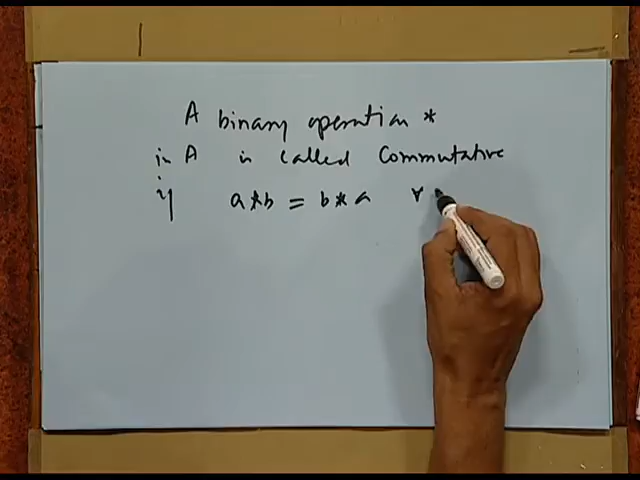 A binary operation *
in A is called Commutative
if a * b = b * a ∀